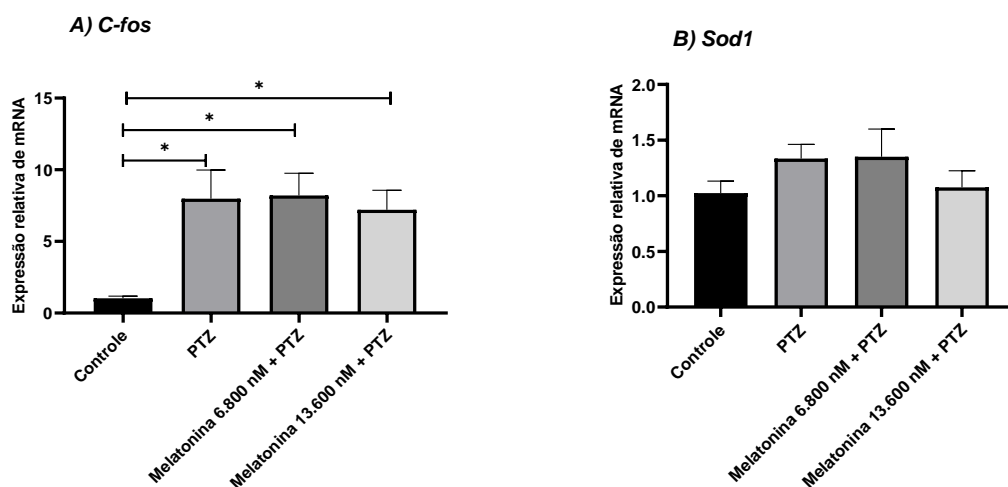 A) C-fos
Expressão relativa de mRNA
15
10
5
0
*
*
*
Controle
PTZ
Melatonina 6.800 nM + PTZ
Melatonina 13.600 nM + PTZ
B) Sod1
Expressão relativa de mRNA
2.0
1.5
1.0
0.5
0.0
Controle
PTZ
Melatonina 6.800 nM + PTZ
Melatonina 13.600 nM + PTZ